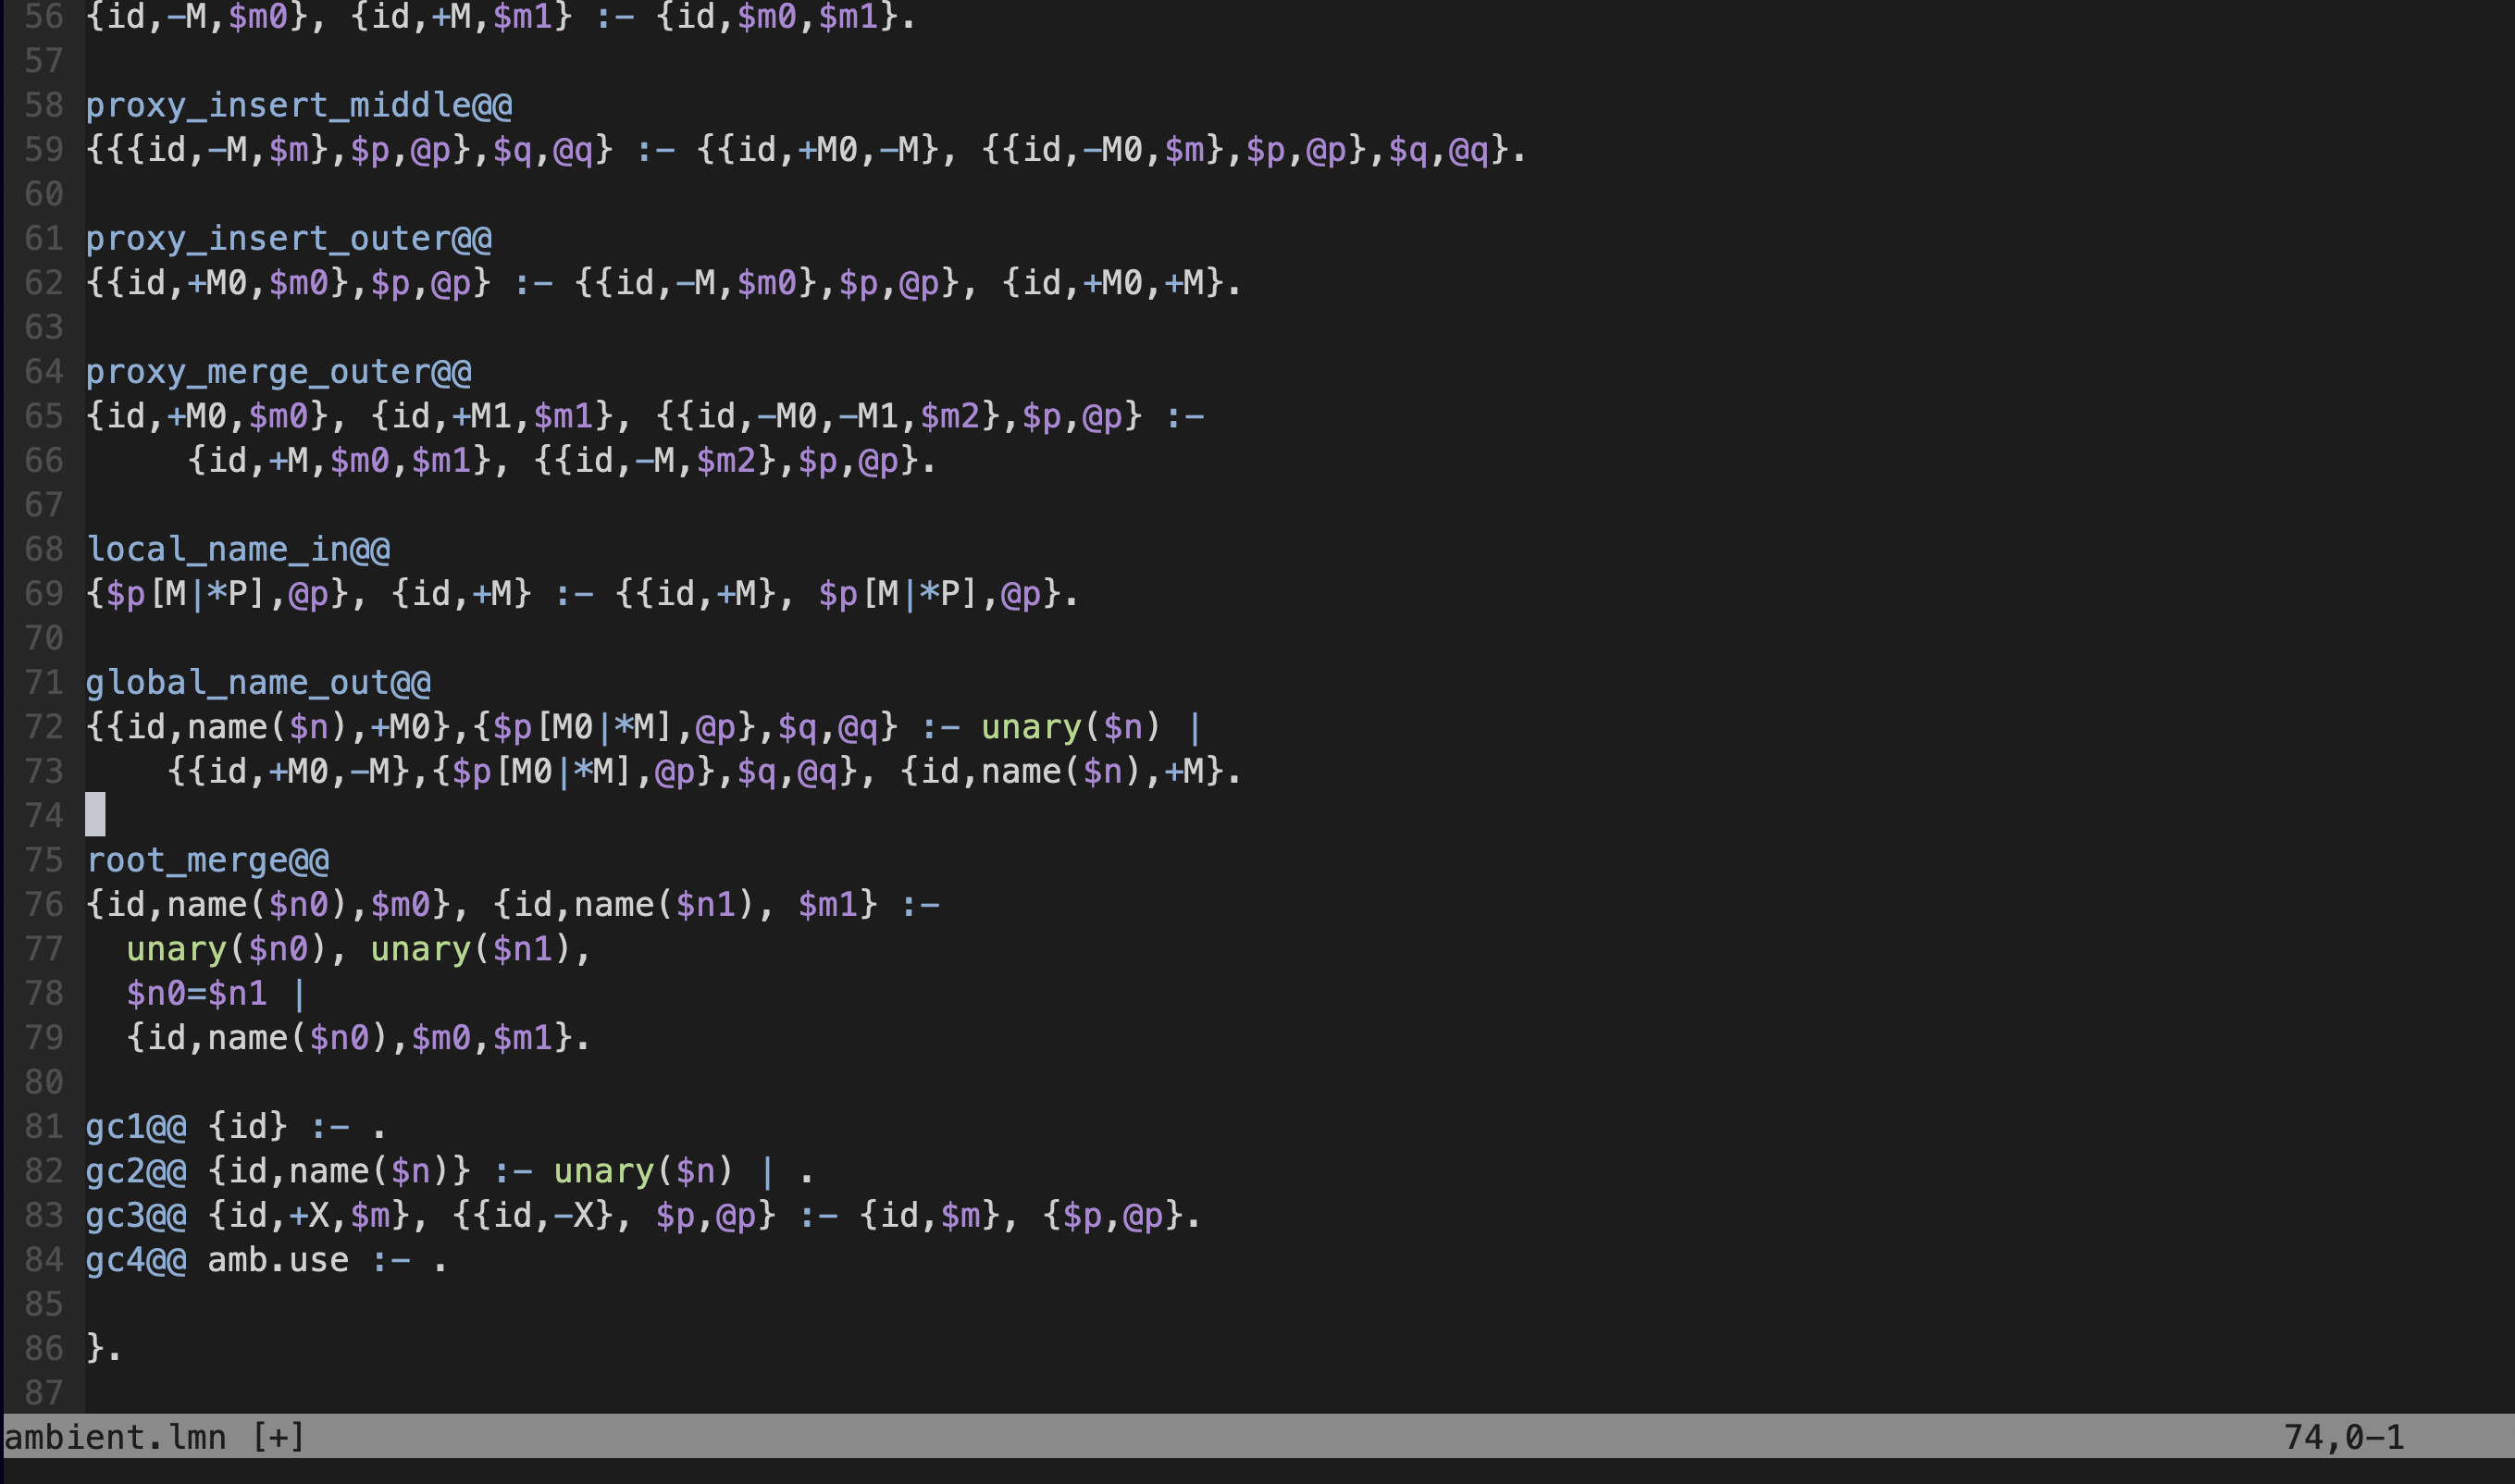 56 {id,-M,$m0}, {id,+M,$m1} :- {id,$m0,$m1}.
57
58 proxy_insert_middle@@
59 {{{id,-M,$m},$p,@p},$q,@q} :- {{id,+M0,-M}, {{id,-M0,$m},$p,@p},$q,@q}.
60
61 proxy_insert_outer@@
62 {{id,+M0,$m0},$p,@p} :- {{id,-M,$m0},$p,@p}, {id,+M0,+M}.
63
64 proxy_merge_outer@@
65 {id,+M0,$m0}, {id,+M1,$m1}, {{id,-M0,-M1,$m2},$p,@p} :-
66      {id,+M,$m0,$m1}, {{id,-M,$m2},$p,@p}.
67
68 local_name_in@@
69 {$p[M|*P],@p}, {id,+M} :- {{id,+M}, $p[M|*P],@p}.
70
71 global_name_out@@
72 {{id,name($n),+M0},{$p[M0|*M],@p},$q,@q} :- unary($n) |
73     {{id,+M0,-M},{$p[M0|*M],@p},$q,@q}, {id,name($n),+M}.
74
75 root_merge@@
76 {id,name($n0),$m0}, {id,name($n1), $m1} :-
77   unary($n0), unary($n1),
78   $n0=$n1 |
79   {id,name($n0),$m0,$m1}.
80
81 gc1@@ {id} :- .
82 gc2@@ {id,name($n)} :- unary($n) | .
83 gc3@@ {id,+X,$m}, {{id,-X}, $p,@p} :- {id,$m}, {$p,@p}.
84 gc4@@ amb.use :- .
85
86 }.
87
ambient.lmn [+] 74,0-1